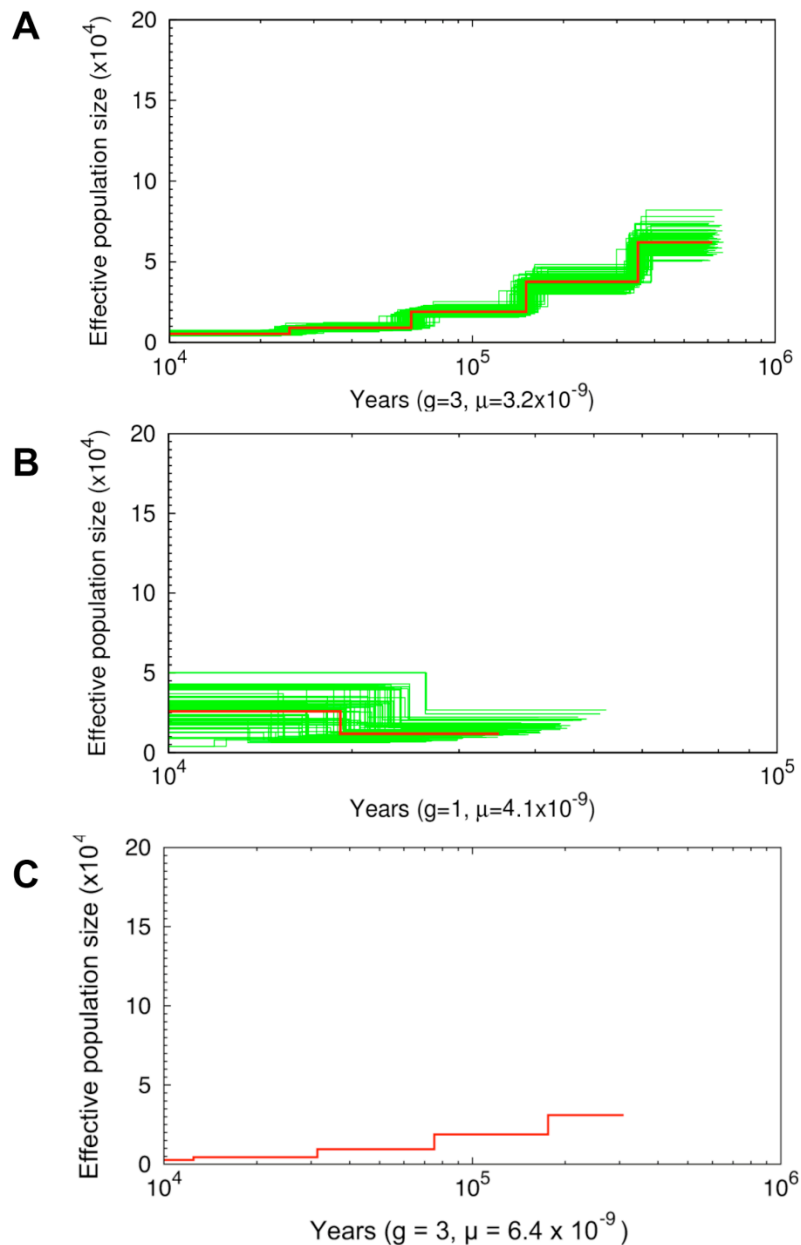 A
Effective population size (x10⁴)
20
15
10
5
0
10⁴ 10⁵ 10⁶
Years (g=3, μ=3.2x10⁻⁹)
B
Effective population size (x10⁴)
20
15
10
5
0
10⁴ 10⁵
Years (g=1, μ=4.1x10⁻⁹)
C
Effective population size (x10⁴
20
15
10
5
0
10⁴ 10⁵ 10⁶
Years (g = 3, μ = 6.4 x 10⁻⁹ )